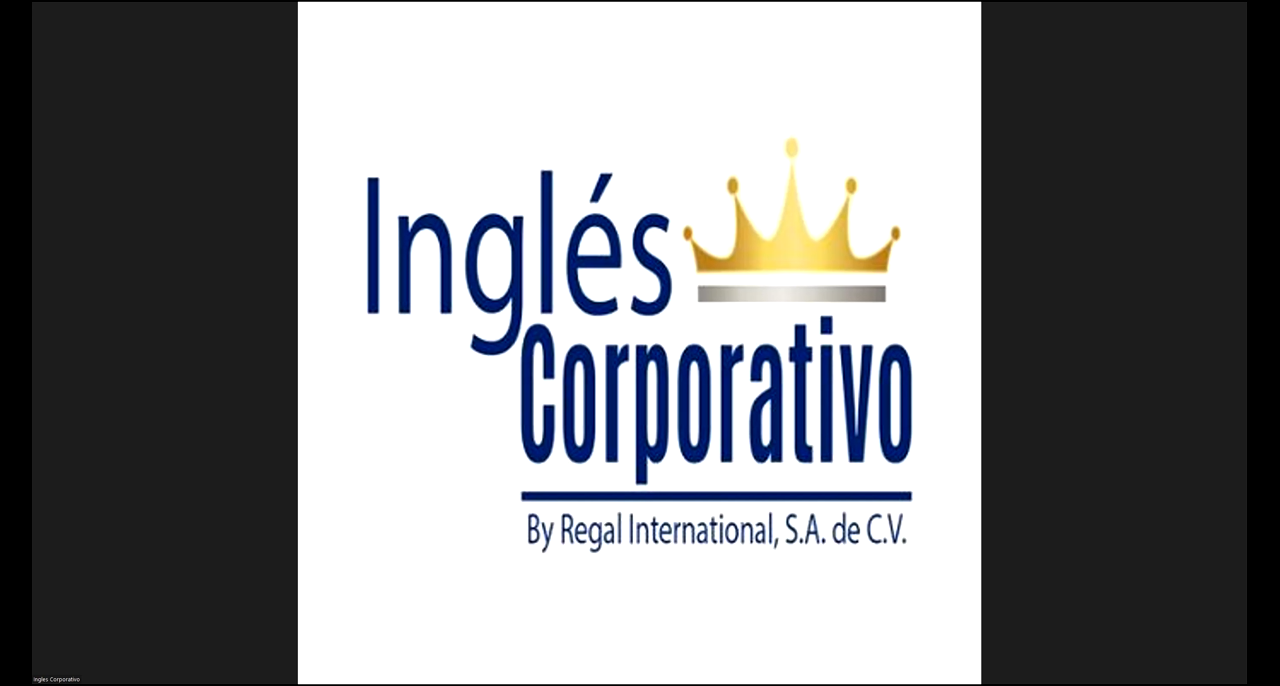 Inglés
Corporativo
By Regal International, S.A. de C.V.
Ingles Corporativo